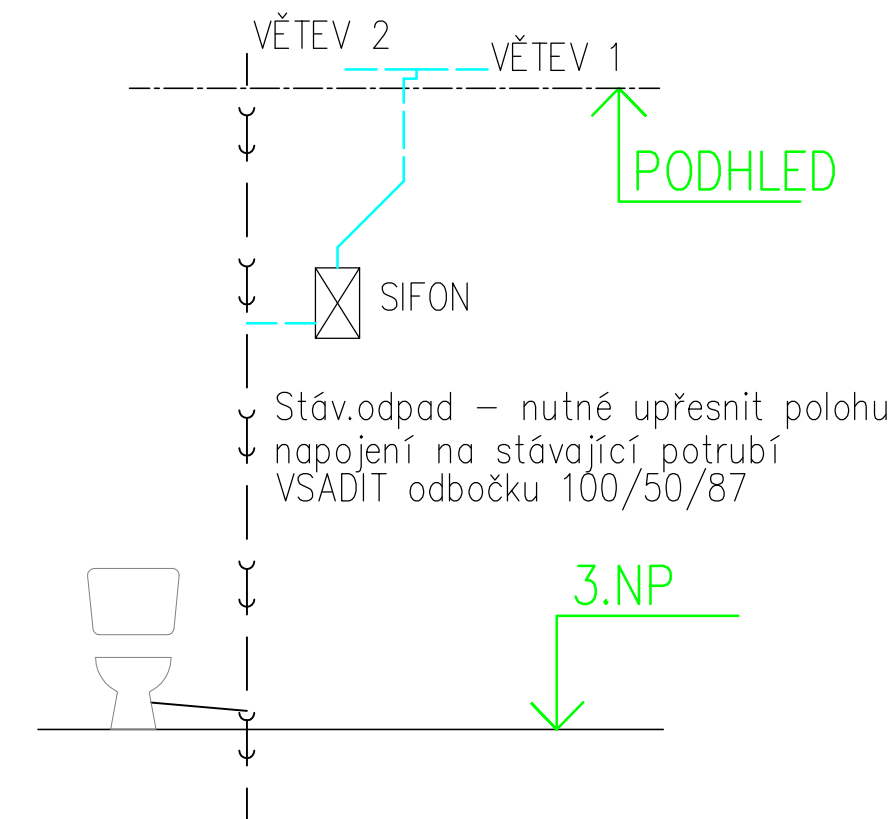 VĚTEV 2
VĚTEV 1
PODHLED
SIFON
Stáv.odpad – nutné upřesnit polohu
napojení na stávající potrubí
VSADIT odbočku 100/50/87
3.NP